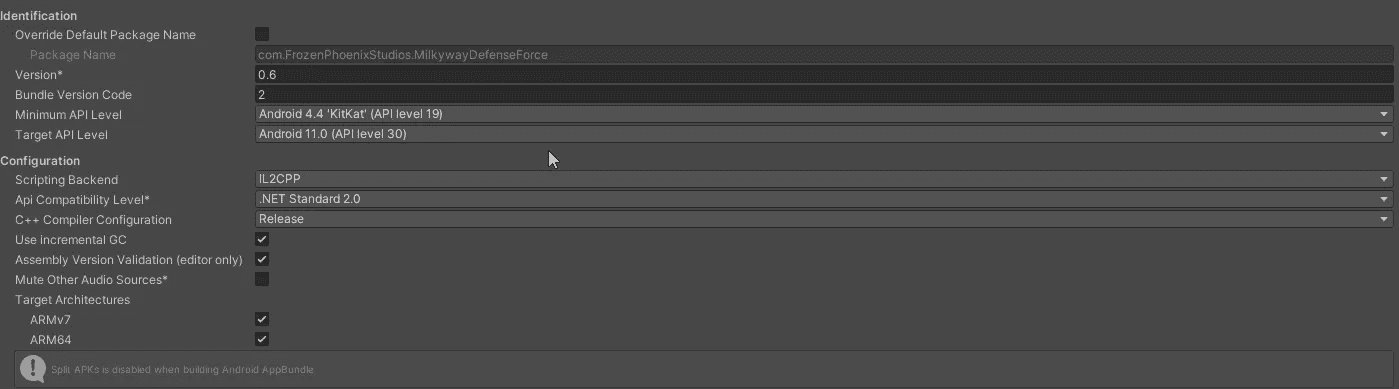 Identification
Override Default Package Name
Package Name com.FrozenPhoenixStudios.MilkywayDefenseForce
Version* 0.6
Bundle Version Code 2
Minimum API Level Android 4.4 'KitKat' (API level 19)
Target API Level Android 11.0 (API level 30)
Configuration
Scripting Backend IL2CPP
Api Compatibility Level* .NET Standard 2.0
C++ Compiler Configuration Release
Use incremental GC
Assembly Version Validation (editor only)
Mute Other Audio Sources*
Target Architectures
ARMv7
ARM64
Split APKs is disabled when building Android AppBundle